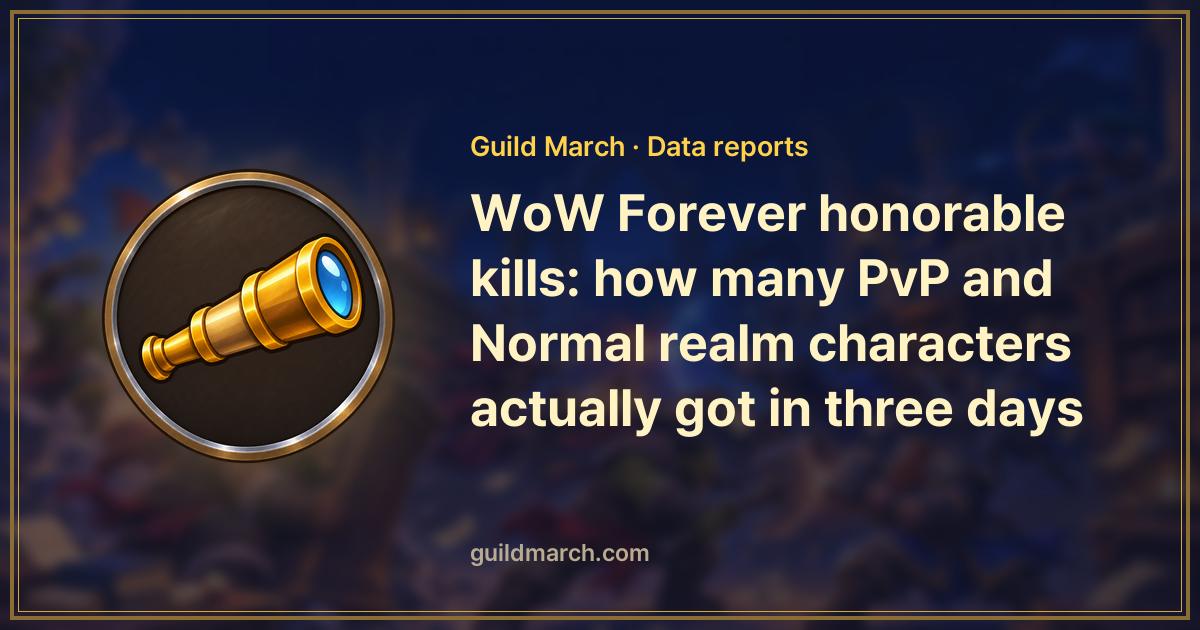 Guild March · Data reports
WoW Forever honorable
kills: how many PvP and
Normal realm characters
actually got in three days
guildmarch.com